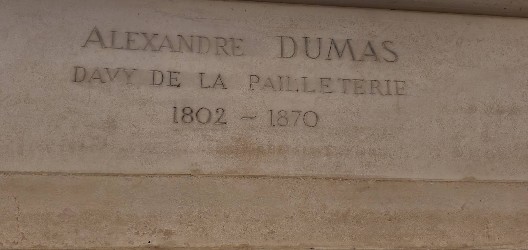 ALEXANDRE DUMAS
DAVY DE LA PAILLETERIE
1802 ~ 1870